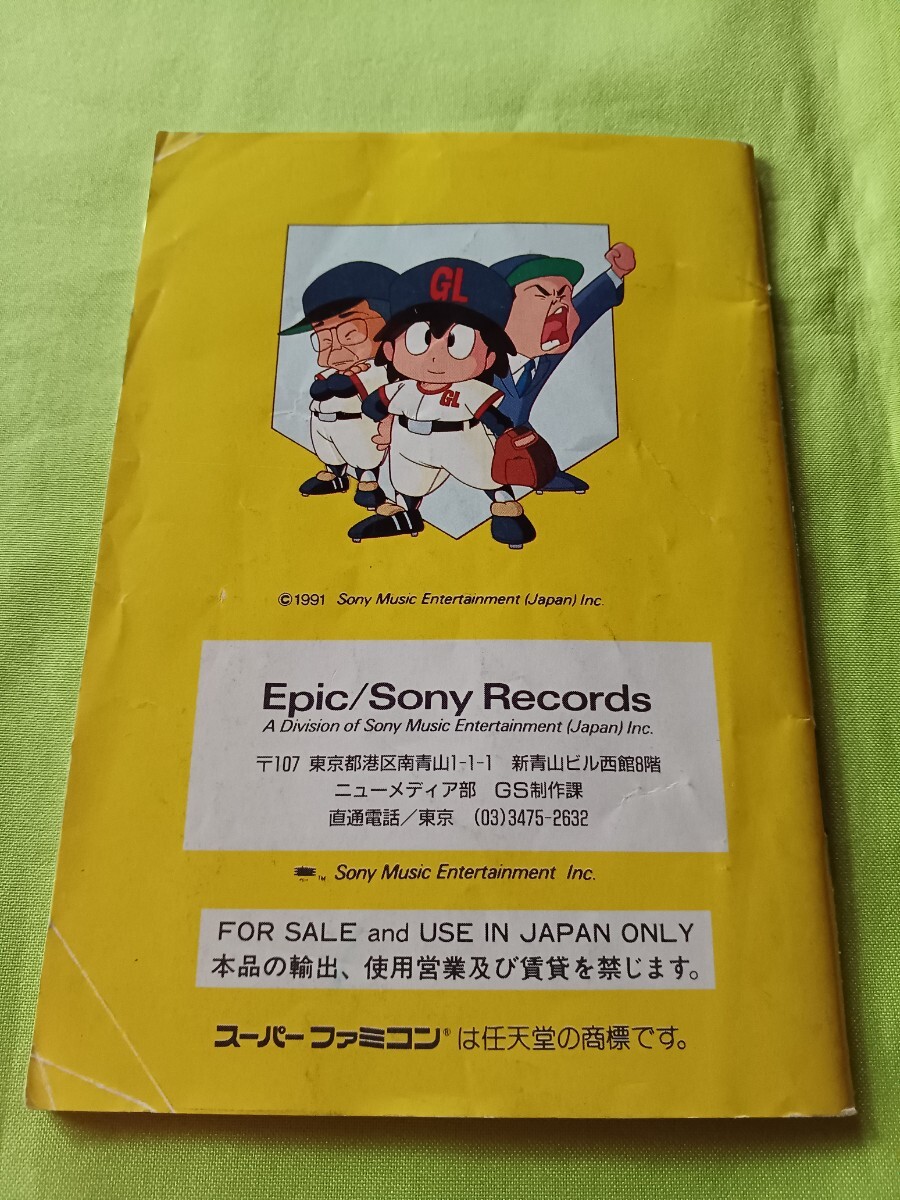 GL
GL
©1991 Sony Music Entertainment (Japan) Inc.
Epic/Sony Records
A Division of Sony Music Entertainment (Japan) Inc.
〒107 東京都港区南青山1-1-1 新青山ビル西館8階
ニューメディア部 GS制作課
直通電話/東京 (03)3475-2632
™ Sony Music Entertainment Inc.
FOR SALE and USE IN JAPAN ONLY
本品の輸出、使用営業及び賃貸を禁じます。
スーパーファミコン®は任天堂の商標です。